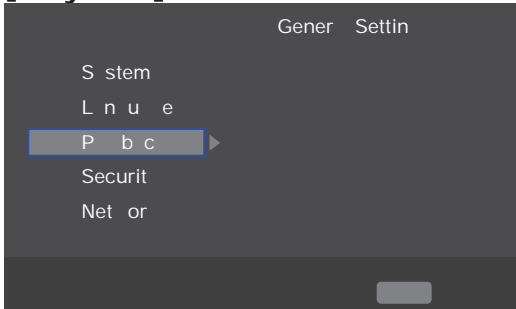 Gener Settin
S stem
L n u e
P b c
Securit
Net or